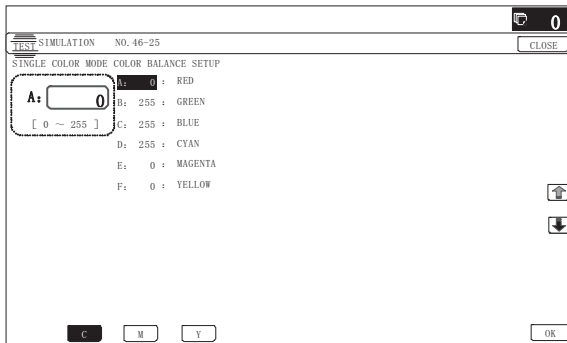 0
TEST SIMULATION NO.46-25
CLOSE
SINGLE COLOR MODE COLOR BALANCE SETUP
A: 0
[ 0 ~ 255 ]
A: 0 : RED
B: 255 : GREEN
C: 255 : BLUE
D: 255 : CYAN
E: 0 : MAGENTA
F: 0 : YELLOW
C M Y
OK